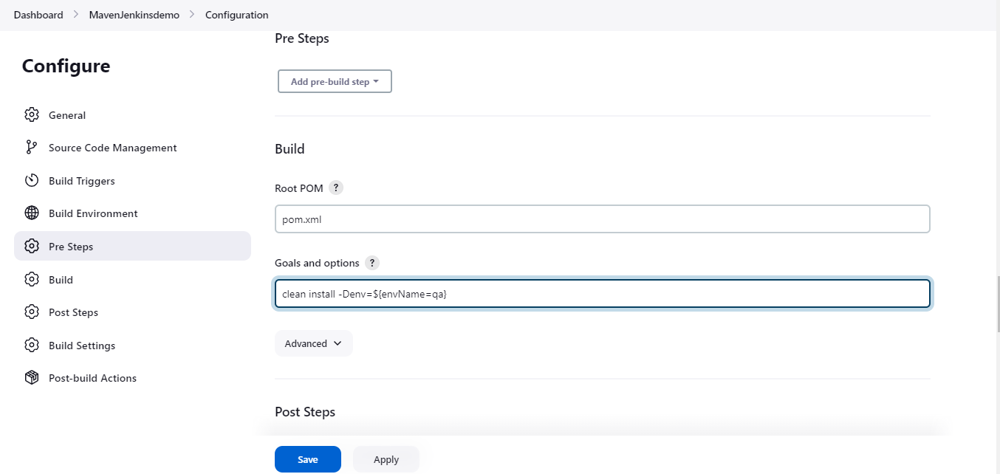 Dashboard > MavenJenkinsdemo > Configuration
Configure
General
Source Code Management
Build Triggers
Build Environment
Pre Steps
Build
Post Steps
Build Settings
Post-build Actions
Pre Steps
Add pre-build step
Build
Root POM ?
pom.xml
Goals and options ?
clean install -Denv=${envName=qa}
Advanced
Post Steps
Save Apply